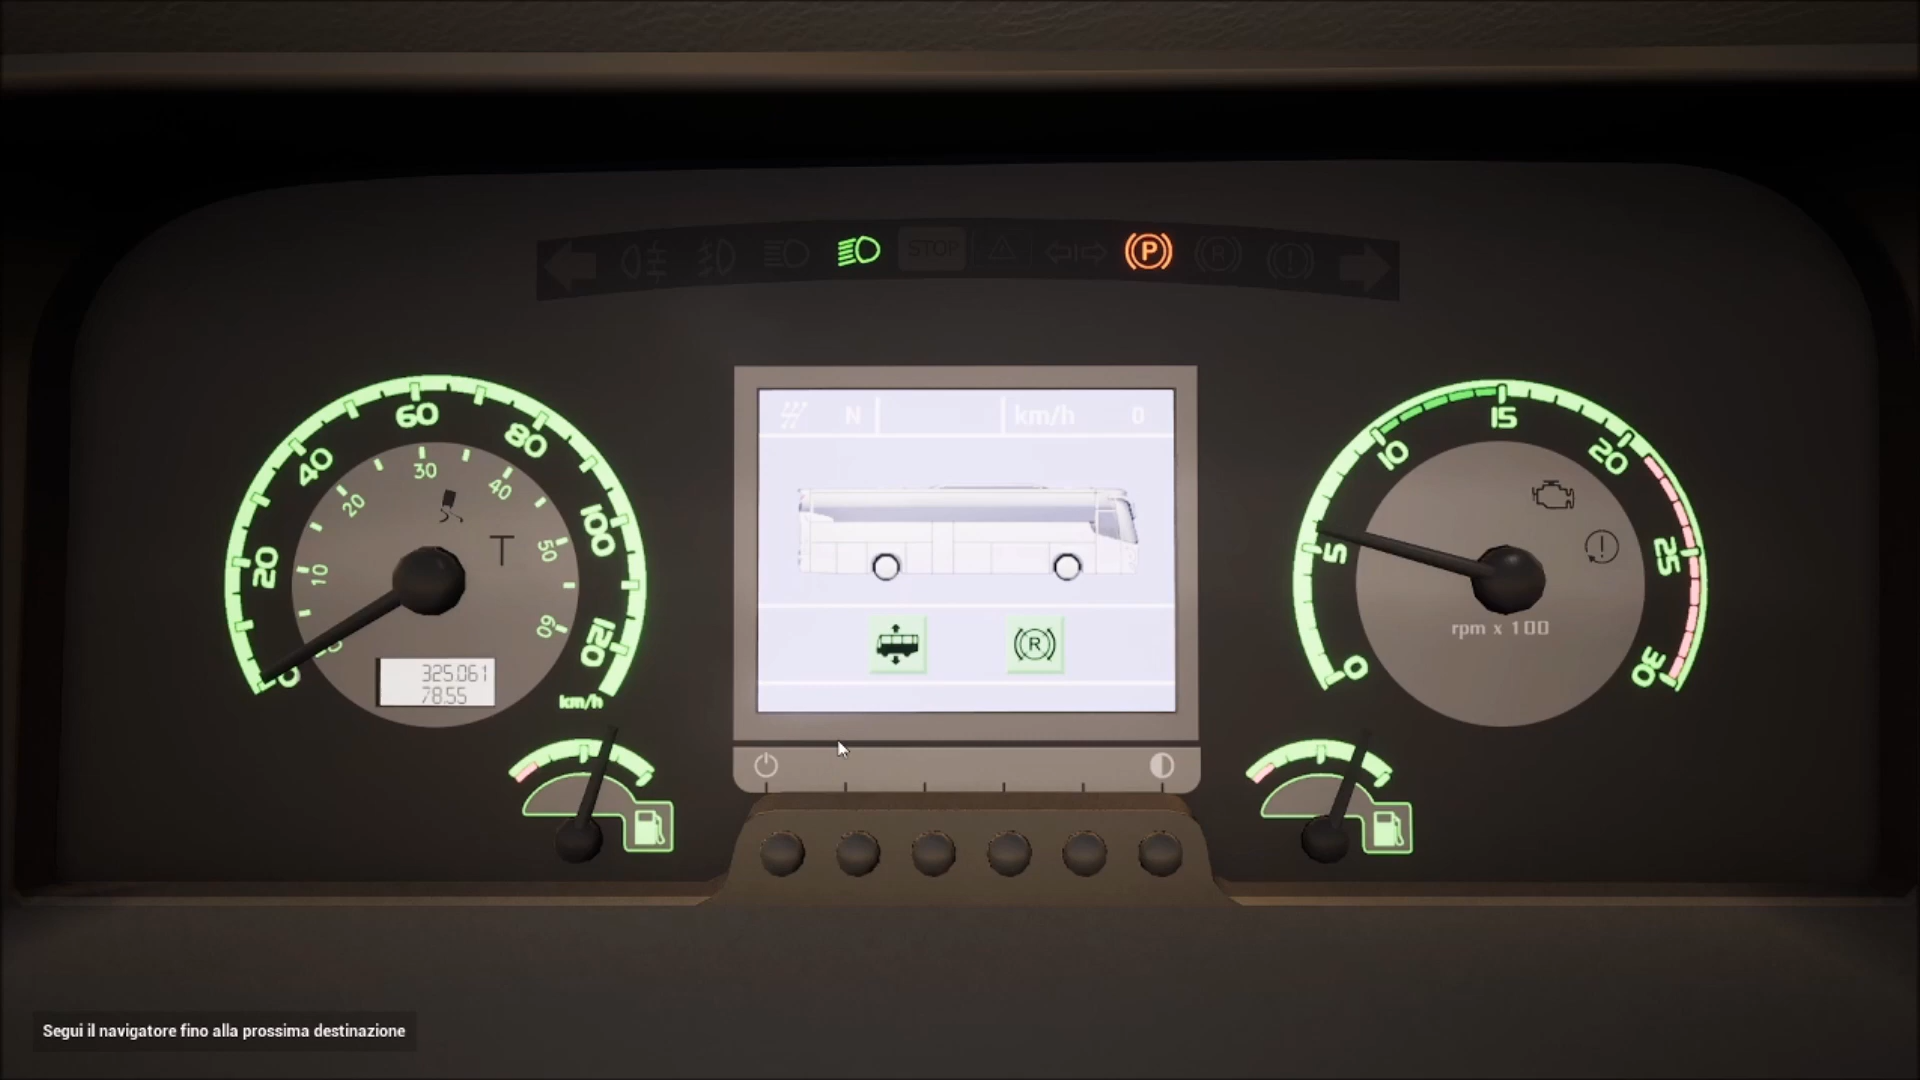 STOP
P
R
N
km/h 0
0
20
40
60
80
100
120
km/h
10
20
30
40
50
60
T
325.061
78.55
R
0
5
10
15
20
25
30
rpm x 100
Segui il navigatore fino alla prossima destinazione